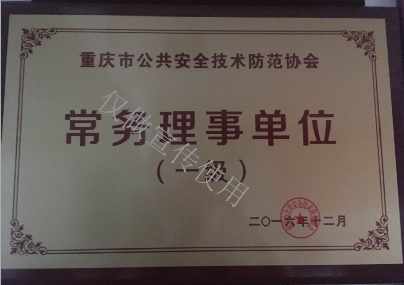 重庆市公共安全技术防范协会
常务理事单位
（一级）
二〇一六年十二月
仅做宣传使用